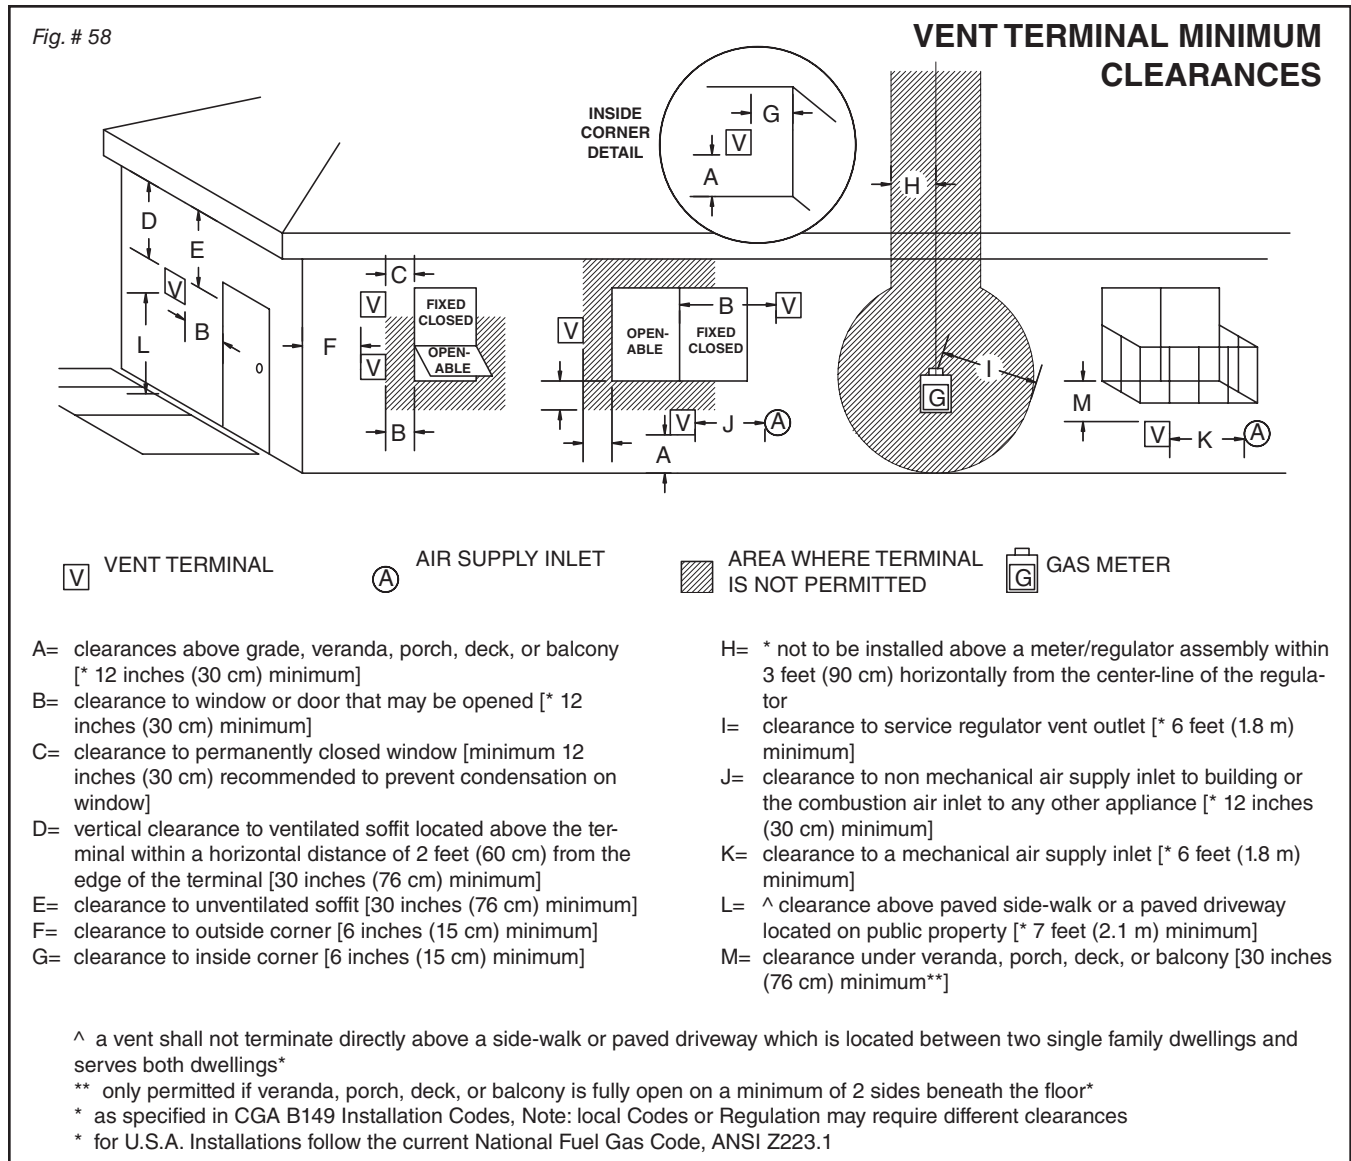 Fig. # 58
VENT TERMINAL MINIMUM
CLEARANCES
INSIDE
CORNER
DETAIL
G
V
A
H
D
E
C
V
B
L
F
V
V
FIXED
CLOSED
OPEN-
ABLE
B
V
OPEN-
ABLE
FIXED
CLOSED
B
V
V
J
A
A
I
G
M
V
K
A
V VENT TERMINAL
A AIR SUPPLY INLET
AREA WHERE TERMINAL
IS NOT PERMITTED
G GAS METER
A= clearances above grade, veranda, porch, deck, or balcony
[* 12 inches (30 cm) minimum]
B= clearance to window or door that may be opened [* 12
inches (30 cm) minimum]
C= clearance to permanently closed window [minimum 12
inches (30 cm) recommended to prevent condensation on
window]
D= vertical clearance to ventilated soffit located above the ter-
minal within a horizontal distance of 2 feet (60 cm) from the
edge of the terminal [30 inches (76 cm) minimum]
E= clearance to unventilated soffit [30 inches (76 cm) minimum]
F= clearance to outside corner [6 inches (15 cm) minimum]
G= clearance to inside corner [6 inches (15 cm) minimum]
H= * not to be installed above a meter/regulator assembly within
3 feet (90 cm) horizontally from the center-line of the regula-
tor
I= clearance to service regulator vent outlet [* 6 feet (1.8 m)
minimum]
J= clearance to non mechanical air supply inlet to building or
the combustion air inlet to any other appliance [* 12 inches
(30 cm) minimum]
K= clearance to a mechanical air supply inlet [* 6 feet (1.8 m)
minimum]
L= ^ clearance above paved side-walk or a paved driveway
located on public property [* 7 feet (2.1 m) minimum]
M= clearance under veranda, porch, deck, or balcony [30 inches
(76 cm) minimum**]
^ a vent shall not terminate directly above a side-walk or paved driveway which is located between two single family dwellings and
serves both dwellings*
** only permitted if veranda, porch, deck, or balcony is fully open on a minimum of 2 sides beneath the floor*
* as specified in CGA B149 Installation Codes, Note: local Codes or Regulation may require different clearances
* for U.S.A. Installations follow the current National Fuel Gas Code, ANSI Z223.1